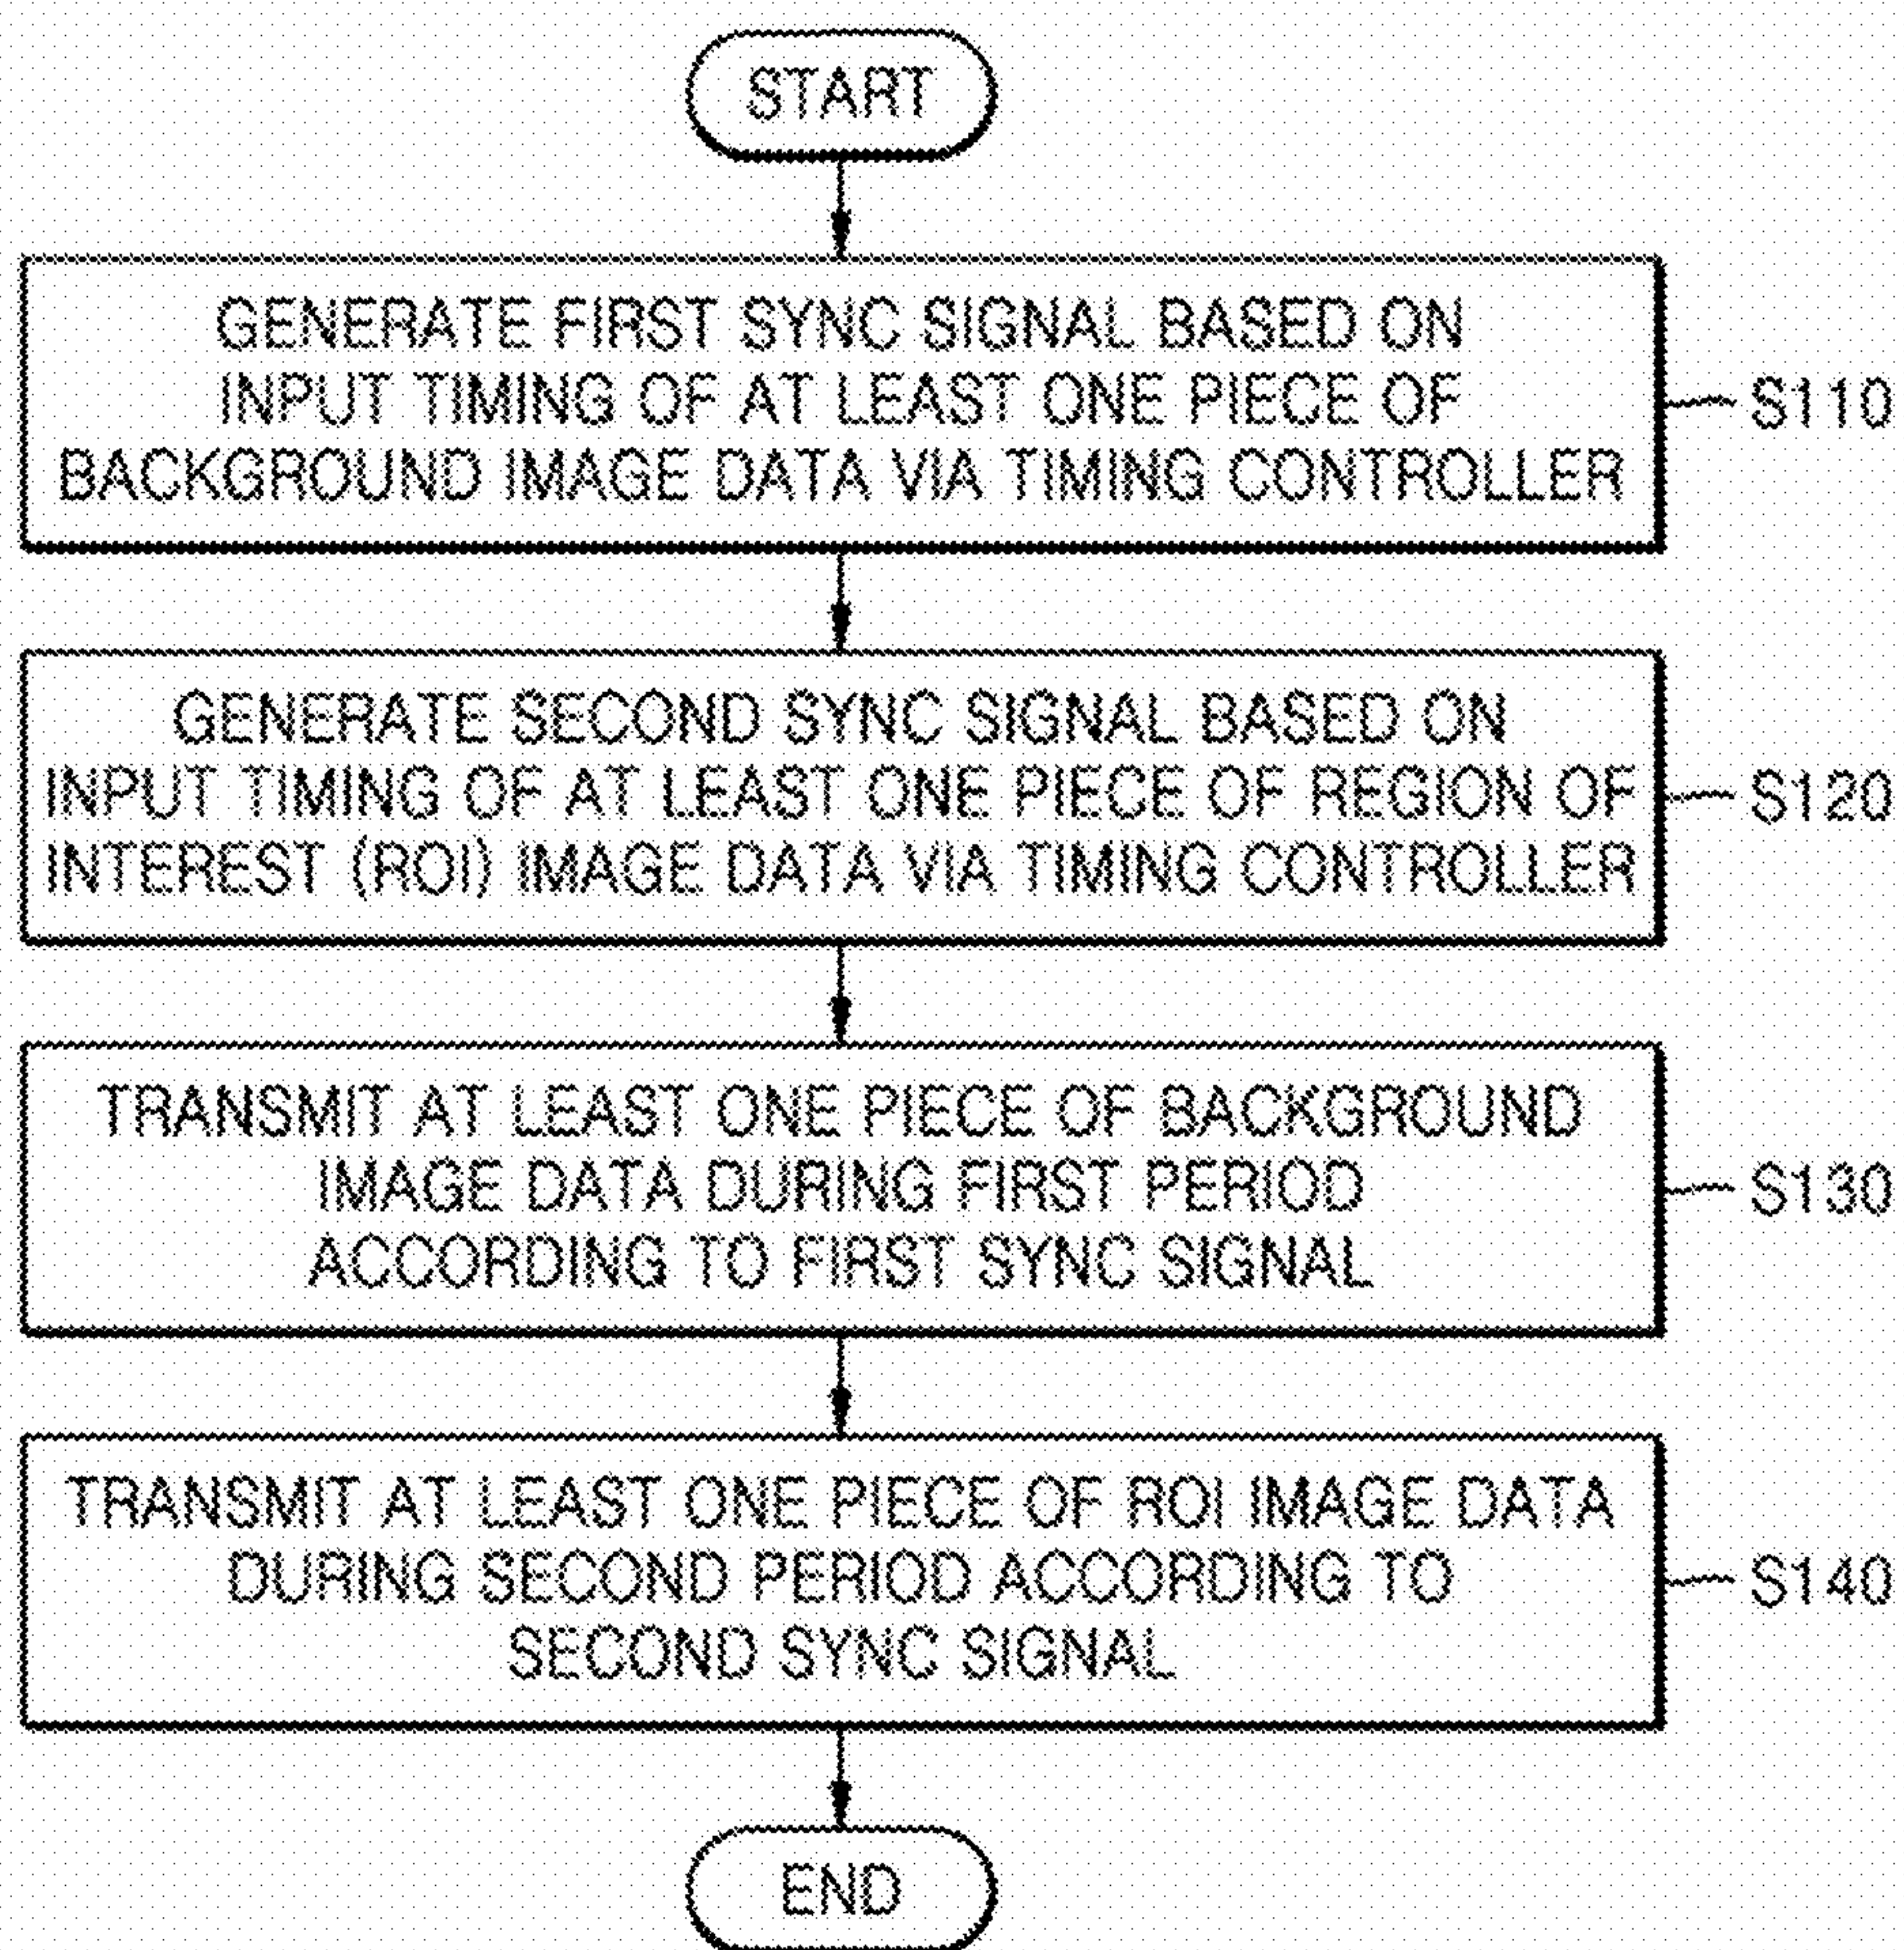 START
GENERATE FIRST SYNC SIGNAL BASED ON
INPUT TIMING OF AT LEAST ONE PIECE OF
BACKGROUND IMAGE DATA VIA TIMING CONTROLLER
S110
GENERATE SECOND SYNC SIGNAL BASED ON
INPUT TIMING OF AT LEAST ONE PIECE OF REGION OF
INTEREST (ROI) IMAGE DATA VIA TIMING CONTROLLER
S120
TRANSMIT AT LEAST ONE PIECE OF BACKGROUND
IMAGE DATA DURING FIRST PERIOD
ACCORDING TO FIRST SYNC SIGNAL
S130
TRANSMIT AT LEAST ONE PIECE OF ROI IMAGE DATA
DURING SECOND PERIOD ACCORDING TO
SECOND SYNC SIGNAL
S140
END